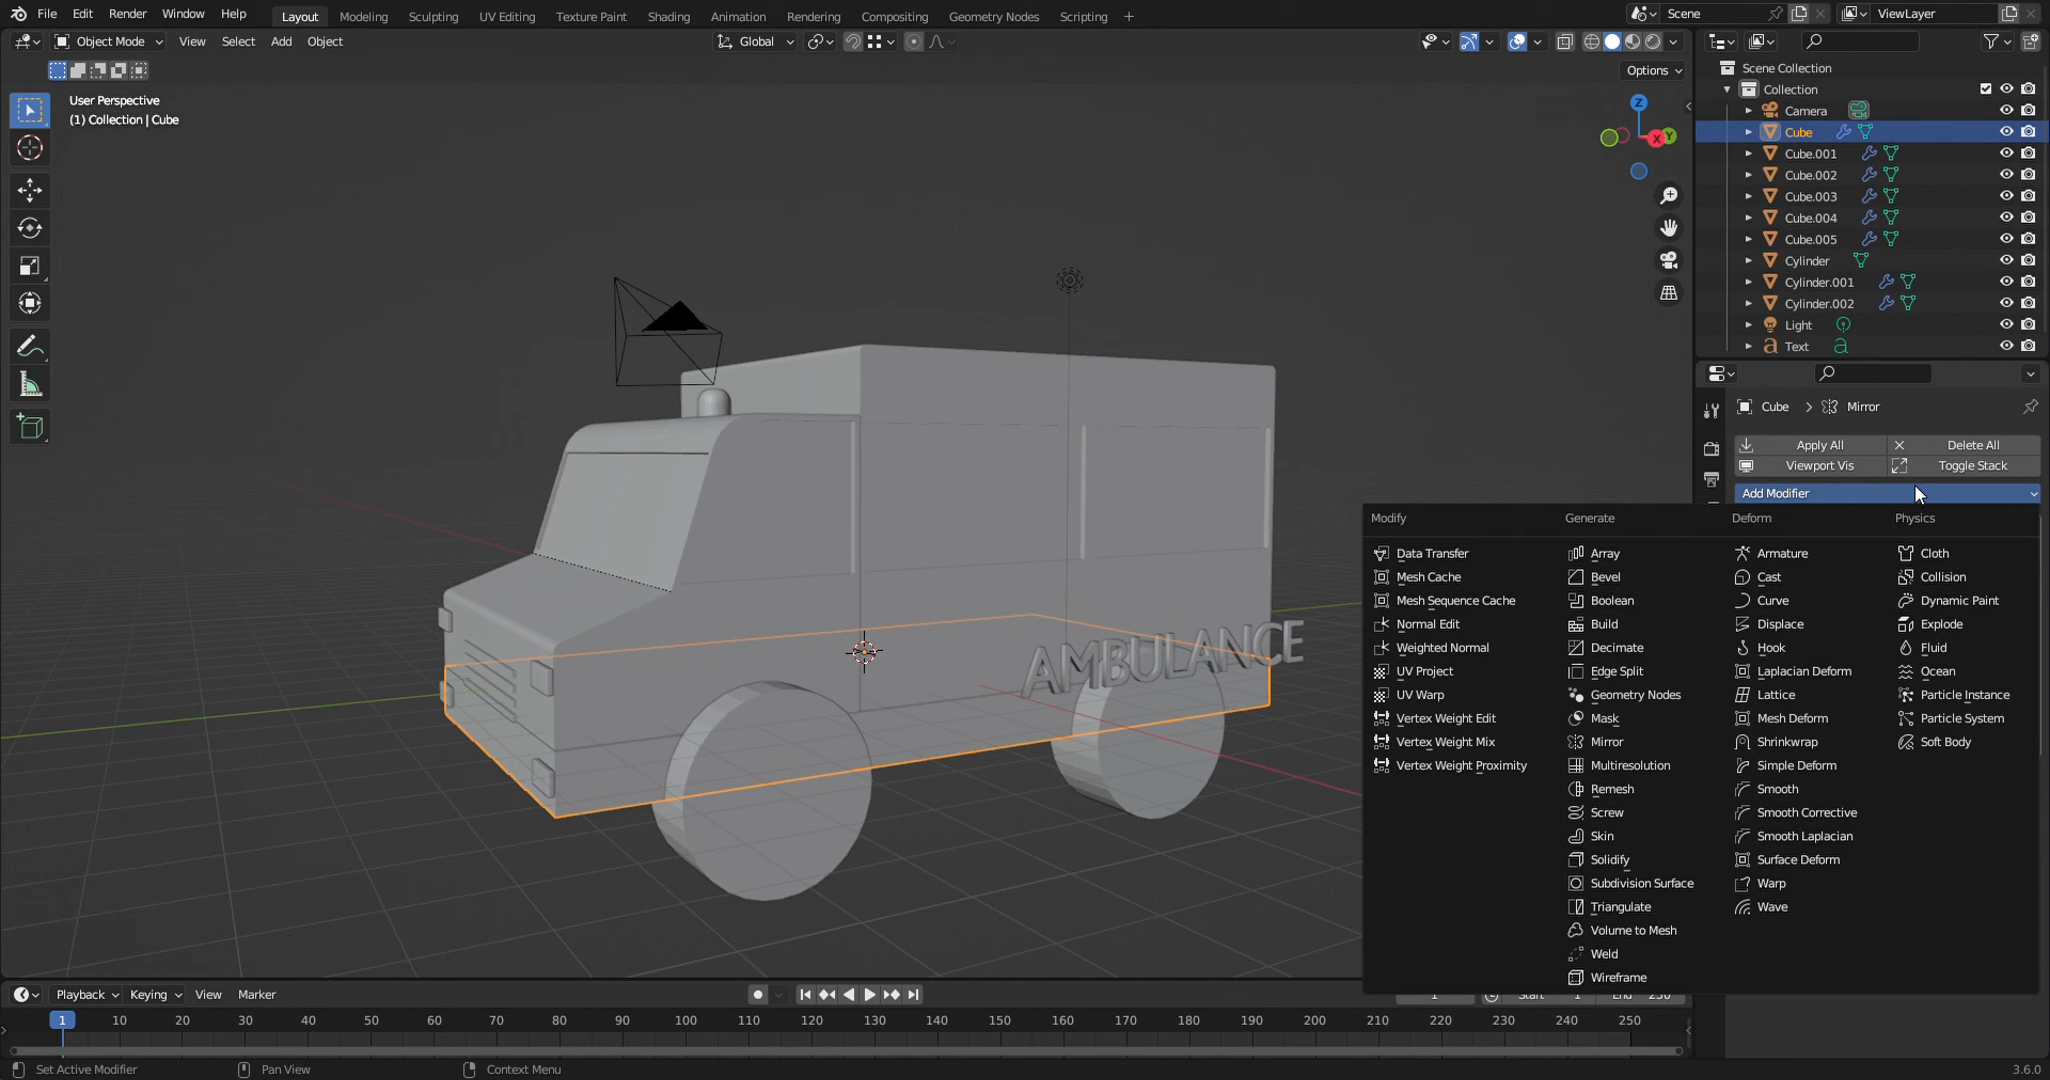 File Edit Render Window Help Layout Modeling Sculpting UV Editing Texture Paint Shading Animation Rendering Compositing Geometry Nodes Scripting + Scene ViewLayer
Object Mode View Select Add Object Global
Options
User Perspective
(1) Collection | Cube
Z
X
Y
AMBULANCE
Scene Collection
Collection
Camera
Cube
Cube.001
Cube.002
Cube.003
Cube.004
Cube.005
Cylinder
Cylinder.001
Cylinder.002
Light
Text
Cube > Mirror
Apply All Delete All
Viewport Vis Toggle Stack
Add Modifier
Modify Generate Deform Physics
Data Transfer Array Armature Cloth
Mesh Cache Bevel Cast Collision
Mesh Sequence Cache Boolean Curve Dynamic Paint
Normal Edit Build Displace Explode
Weighted Normal Decimate Hook Fluid
UV Project Edge Split Laplacian Deform Ocean
UV Warp Geometry Nodes Lattice Particle Instance
Vertex Weight Edit Mask Mesh Deform Particle System
Vertex Weight Mix Mirror Shrinkwrap Soft Body
Vertex Weight Proximity Multiresolution Simple Deform
Remesh Smooth
Screw Smooth Corrective
Skin Smooth Laplacian
Solidify Surface Deform
Subdivision Surface Warp
Triangulate Wave
Volume to Mesh
Weld
Wireframe
Playback Keying View Marker 1 Start 1 End 250
1 10 20 30 40 50 60 70 80 90 100 110 120 130 140 150 160 170 180 190 200 210 220 230 240 250
Set Active Modifier Pan View Context Menu 3.6.0